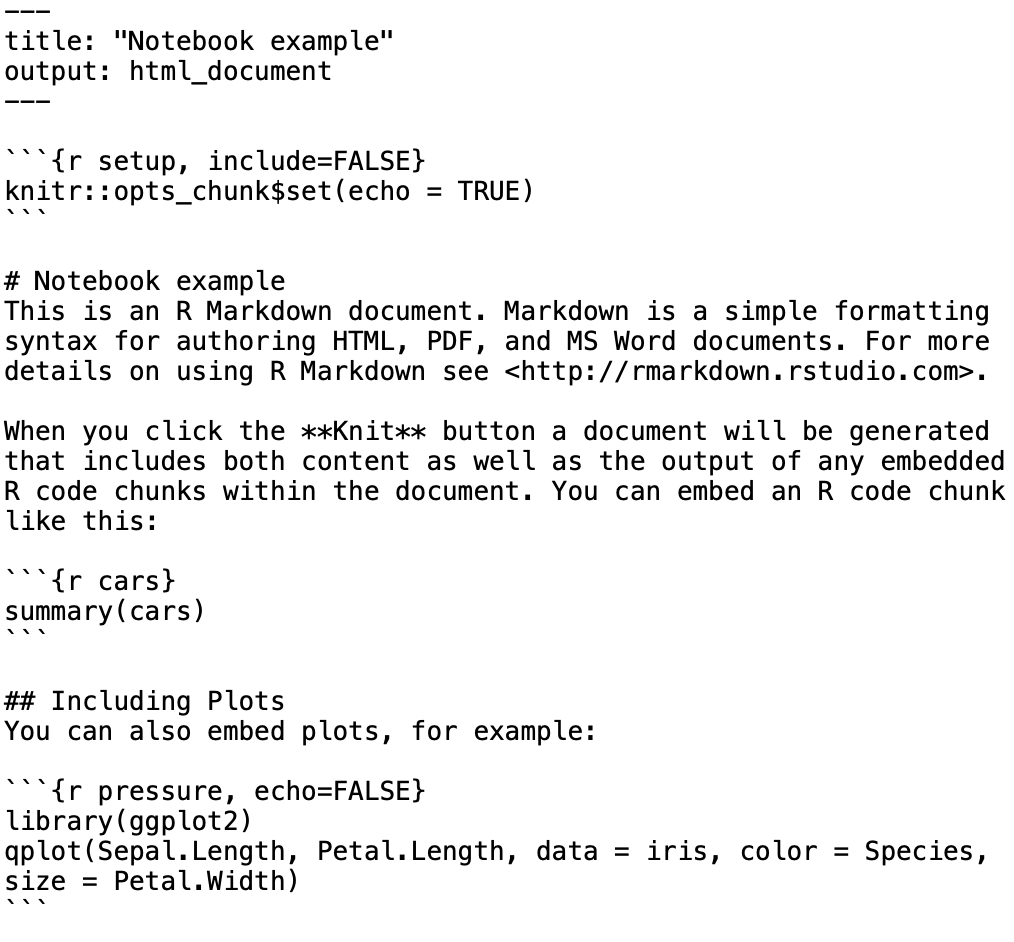 ---
title: "Notebook example"
output: html_document
---
```{r setup, include=FALSE}
knitr::opts_chunk$set(echo = TRUE)
```
# Notebook example
This is an R Markdown document. Markdown is a simple formatting
syntax for authoring HTML, PDF, and MS Word documents. For more
details on using R Markdown see <http://rmarkdown.rstudio.com>.
When you click the **Knit** button a document will be generated
that includes both content as well as the output of any embedded
R code chunks within the document. You can embed an R code chunk
like this:
```{r cars}
summary(cars)
```
## Including Plots
You can also embed plots, for example:
```{r pressure, echo=FALSE}
library(ggplot2)
qplot(Sepal.Length, Petal.Length, data = iris, color = Species,
size = Petal.Width)
```